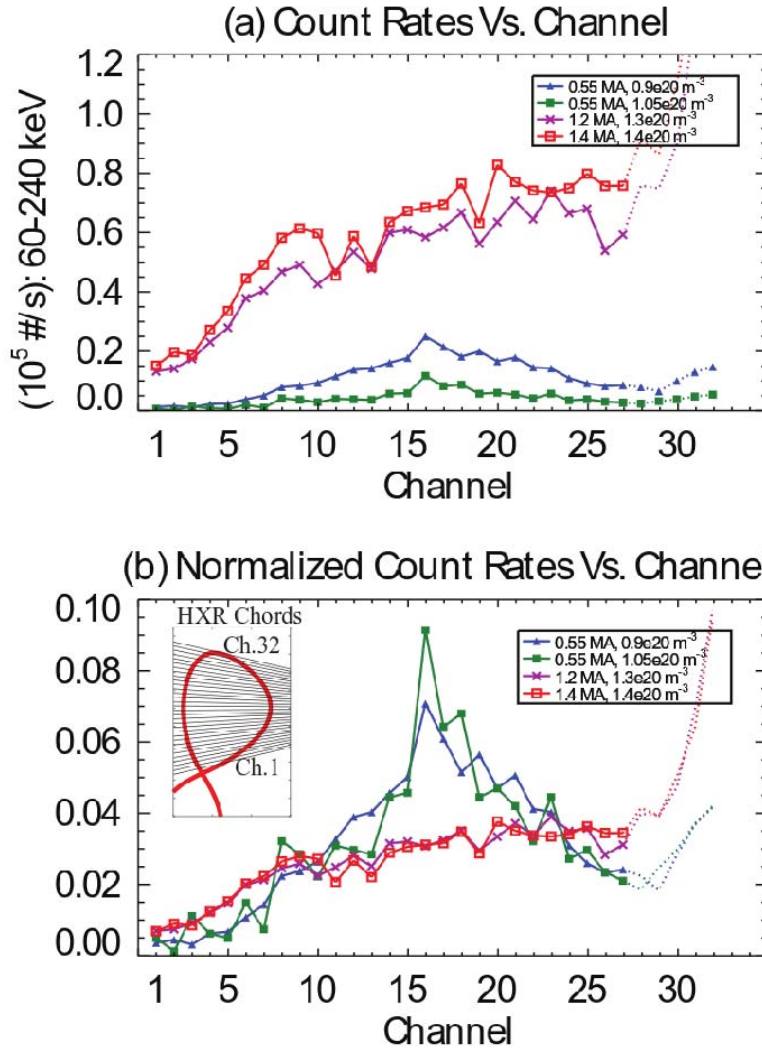 (a) Count Rates Vs. Channel
(10⁵ #/s): 60-240 keV
1.2
1.0
0.8
0.6
0.4
0.2
0.0
0.55 MA, 0.9e20 m⁻³
0.55 MA, 1.05e20 m⁻³
1.2 MA, 1.3e20 m⁻³
1.4 MA, 1.4e20 m⁻³
1 5 10 15 20 25 30
Channel
(b) Normalized Count Rates Vs. Channe
0.10
0.08
0.06
0.04
0.02
0.00
HXR Chords
Ch.32
Ch.1
0.55 MA, 0.9e20 m⁻³
0.55 MA, 1.05e20 m⁻³
1.2 MA, 1.3e20 m⁻³
1.4 MA, 1.4e20 m⁻³
1 5 10 15 20 25 30
Channel